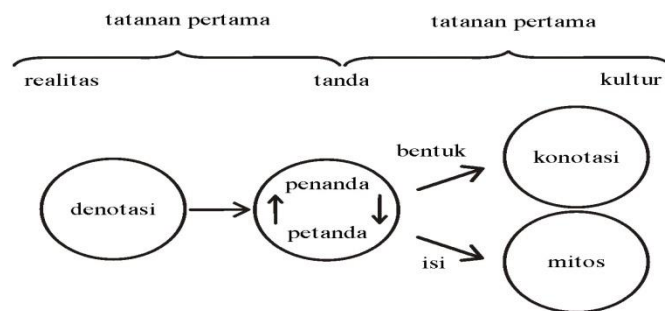 tatanan pertama tatanan pertama
realitas tanda kultur
bentuk konotasi
denotasi penanda
petanda
isi mitos